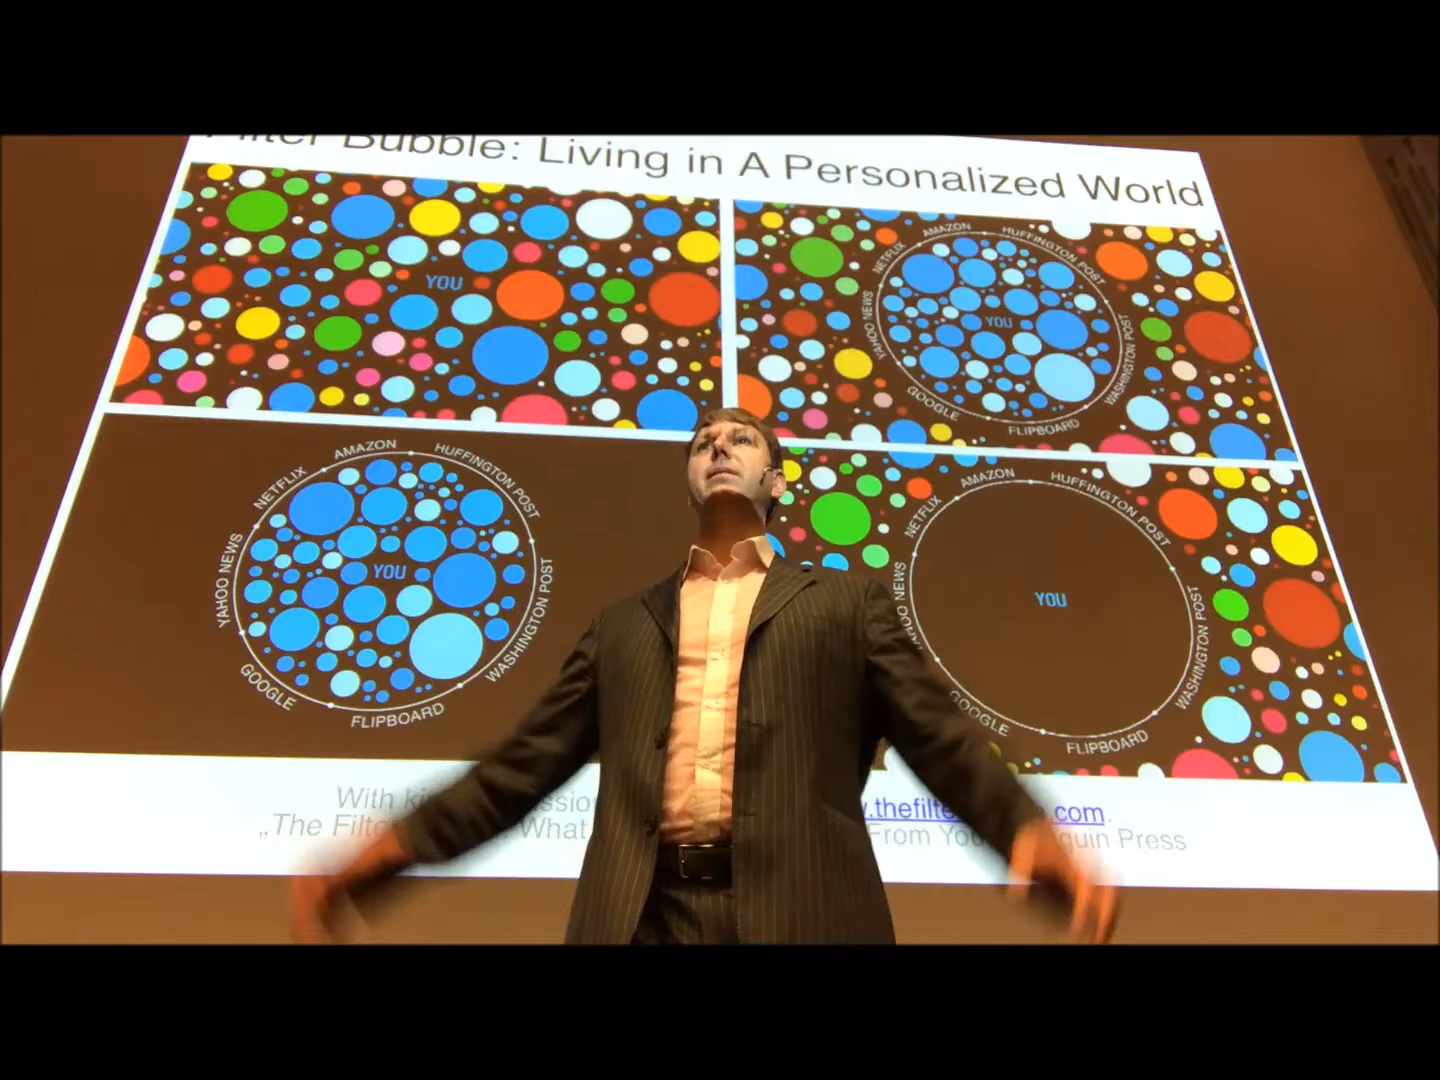 Filter Bubble: Living in A Personalized World
YOU
AMAZON
HUFFINGTON POST
NETFLIX
YAHOO NEWS
YOU
WASHINGTON POST
GOOGLE
FLIPBOARD
AMAZON
HUFFINGTON POST
NETFLIX
YAHOO NEWS
YOU
WASHINGTON POST
GOOGLE
FLIPBOARD
AMAZON
HUFFINGTON POST
NETFLIX
YAHOO NEWS
YOU
WASHINGTON POST
GOOGLE
FLIPBOARD
With .com.
„The What From Press